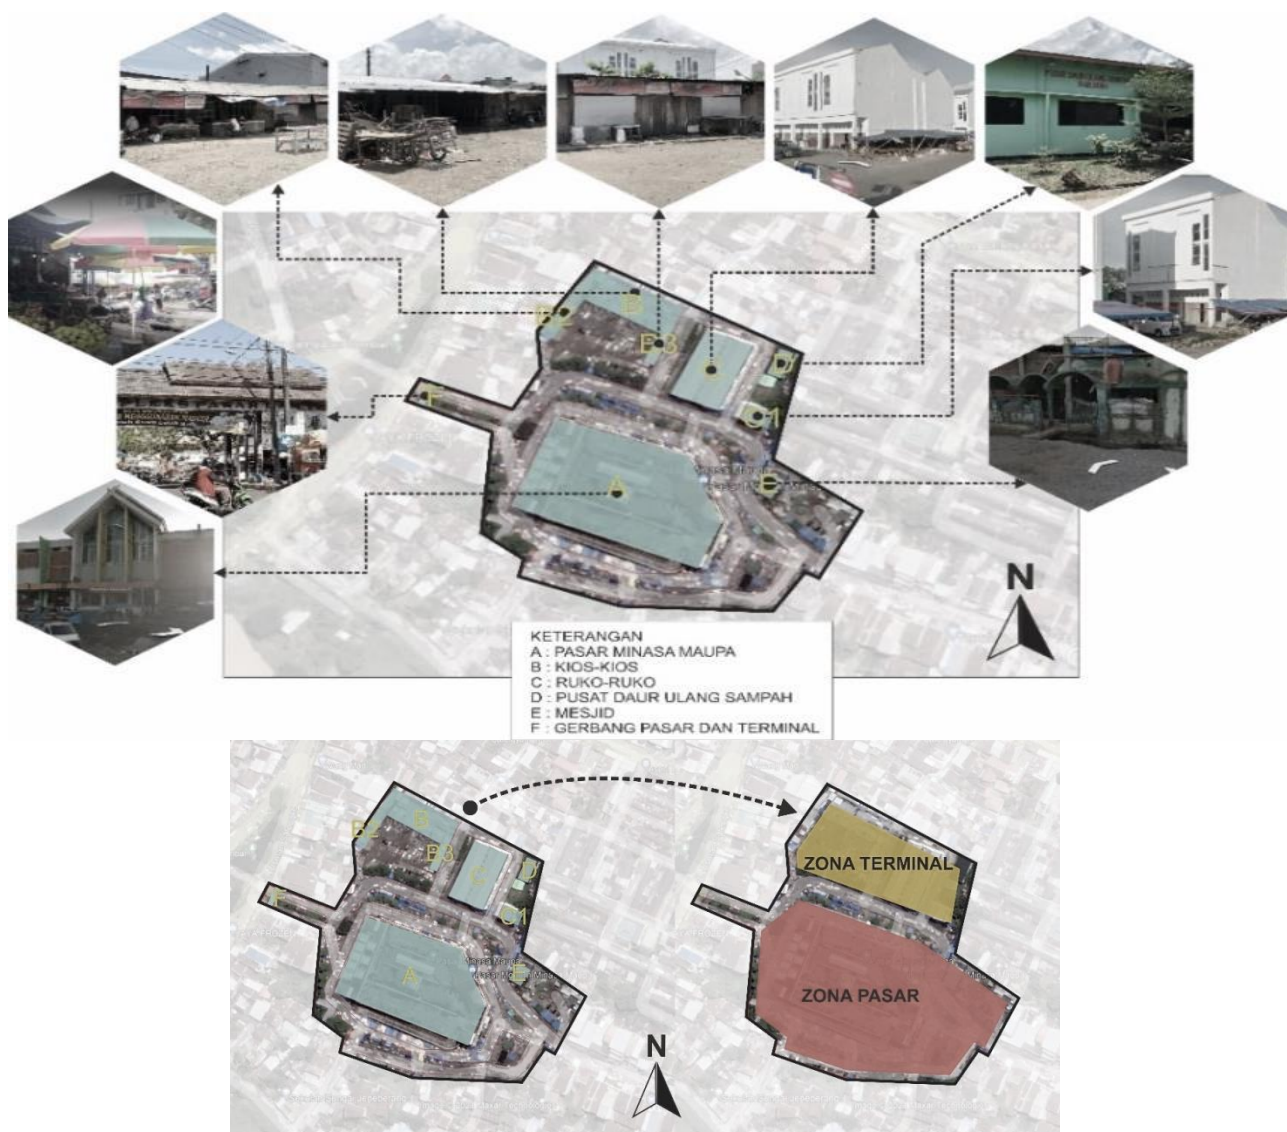 B2
B
B3
C
D
F
C1
A
E
N
KETERANGAN
A : PASAR MINASA MAUPA
B : KIOS-KIOS
C : RUKO-RUKO
D : PUSAT DAUR ULANG SAMPAH
E : MESJID
F : GERBANG PASAR DAN TERMINAL
B
B2
B3
C
D
F
C1
A
E
N
ZONA TERMINAL
ZONA PASAR